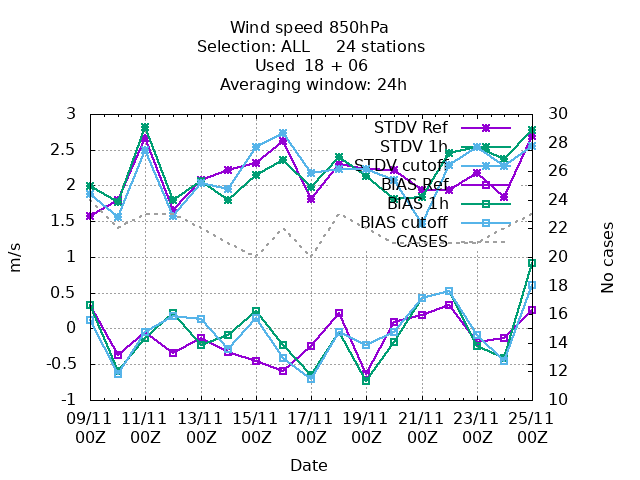 Wind speed 850hPa
Selection: ALL 24 stations
Used 18 + 06
Averaging window: 24h
3
2.5
2
1.5
1
0.5
0
-0.5
-1
30
28
26
24
22
20
18
16
14
12
10
m/s
No cases
STDV Ref
STDV 1h
STDV cutoff
BIAS Ref
BIAS 1h
BIAS cutoff
CASES
09/11 11/11 13/11 15/11 17/11 19/11 21/11 23/11 25/11
00Z 00Z 00Z 00Z 00Z 00Z 00Z 00Z 00Z
Date